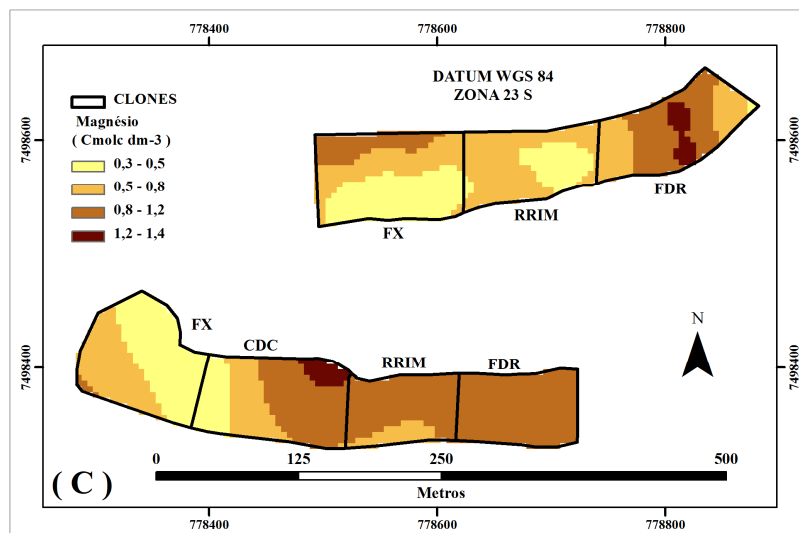 778400 778600 778800
DATUM WGS 84
ZONA 23 S
CLONES
Magnésio
( Cmolc dm-3 )
0,3 - 0,5
0,5 - 0,8
0,8 - 1,2
1,2 - 1,4
7498600 7498600
FX RRIM FDR
FX CDC RRIM FDR
N
7498400 7498400
0 125 250 500
Metros
( C )
778400 778600 778800